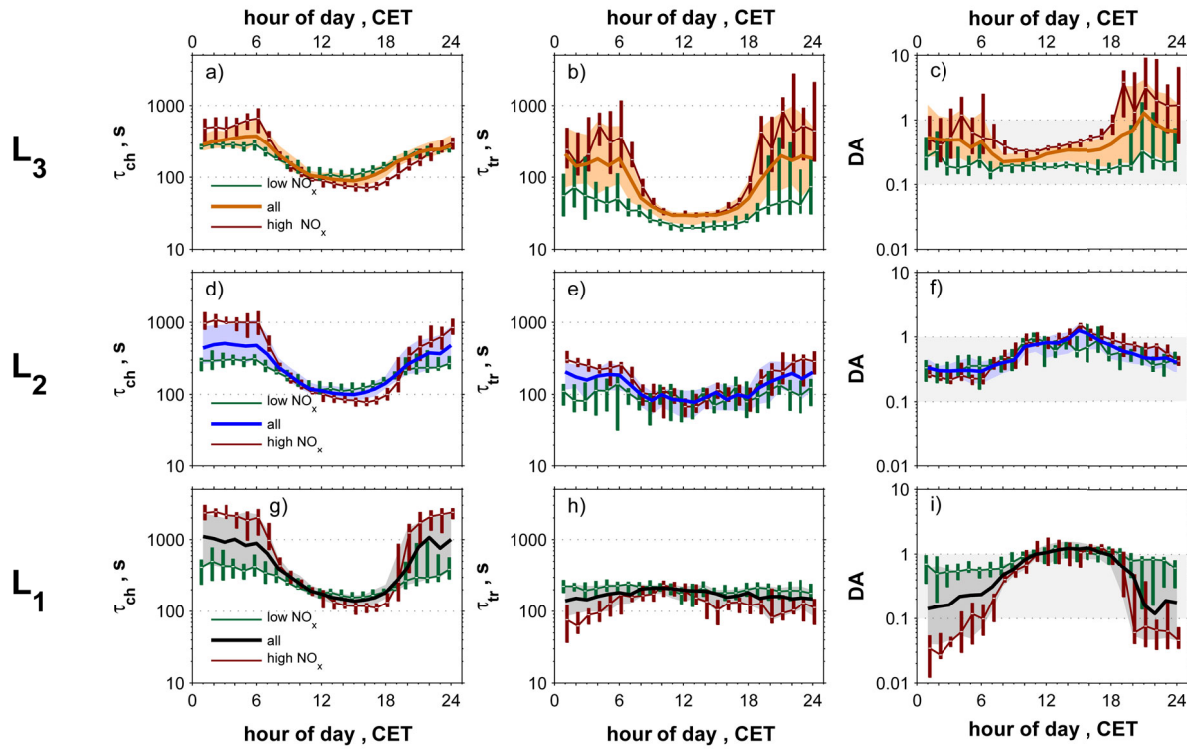 hour of day , CET hour of day , CET hour of day , CET
0 6 12 18 24 0 6 12 18 24 0 6 12 18 24
L3
a)
τch , s
1000
100
10
low NOx
all
high NOx
b)
τtr , s
1000
100
10
c)
DA
10
1
0.1
0.01
L2
d)
τch , s
1000
100
10
low NOx
all
high NOx
e)
τtr , s
1000
100
10
f)
DA
10
1
0.1
0.01
L1
g)
τch , s
1000
100
10
low NOx
all
high NOx
h)
τtr , s
1000
100
10
i)
DA
10
1
0.1
0.01
0 6 12 18 24 0 6 12 18 24 0 6 12 18 24
hour of day , CET hour of day , CET hour of day , CET